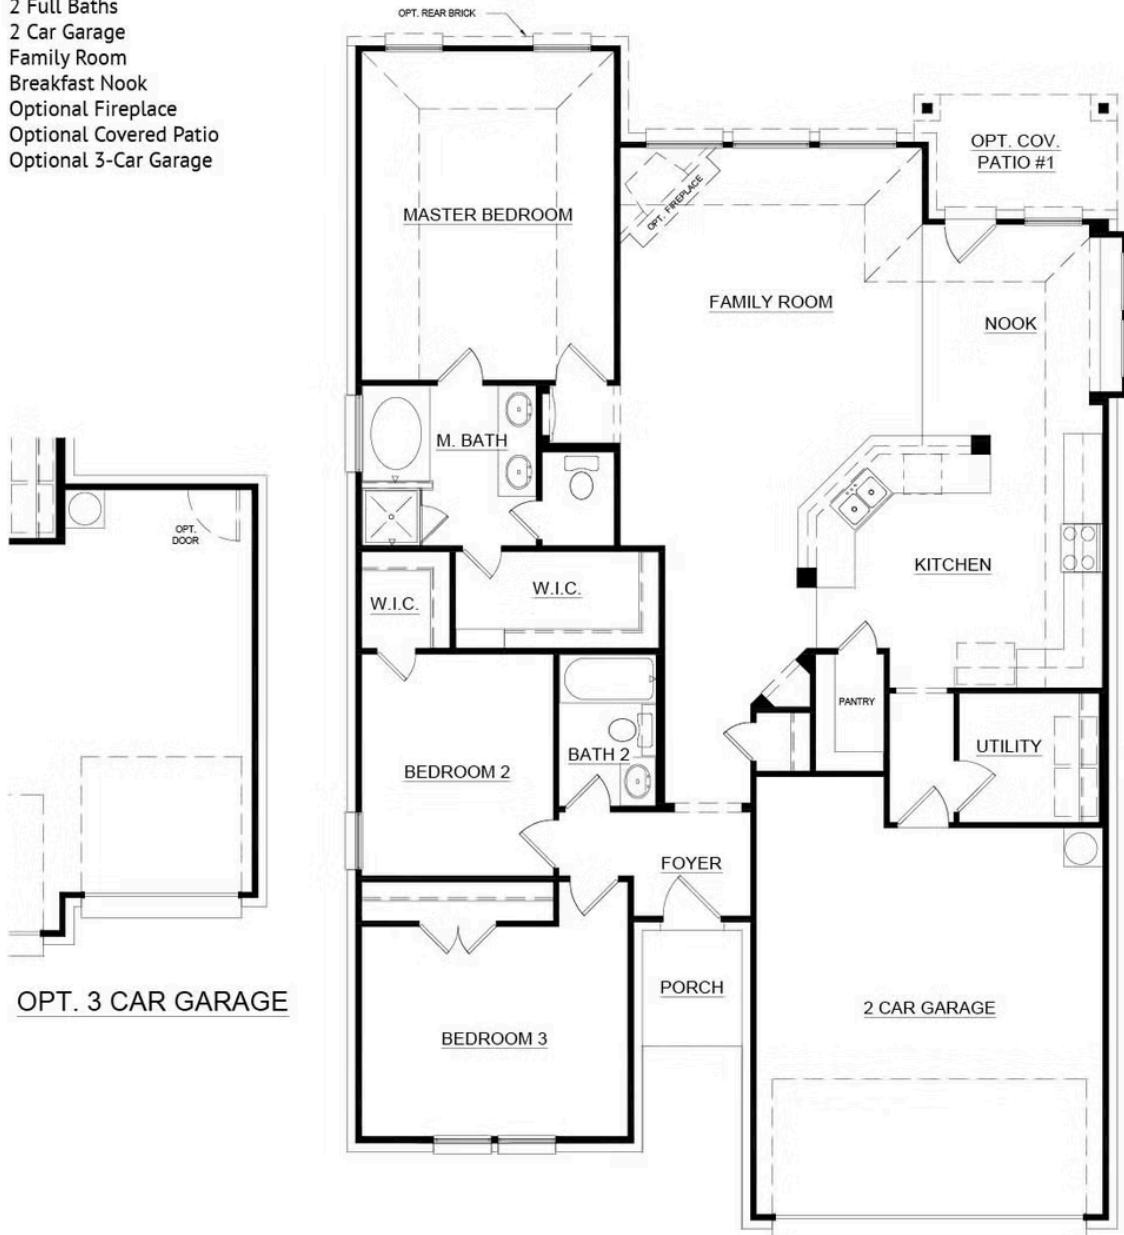 2 Full Baths
2 Car Garage
Family Room
Breakfast Nook
Optional Fireplace
Optional Covered Patio
Optional 3-Car Garage
OPT. REAR BRICK
OPT. COV.
PATIO #1
MASTER BEDROOM
OPT. FIREPLACE
FAMILY ROOM
NOOK
M. BATH
OPT.
DOOR
KITCHEN
W.I.C.
W.I.C.
PANTRY
UTILITY
BATH 2
BEDROOM 2
FOYER
PORCH
OPT. 3 CAR GARAGE
2 CAR GARAGE
BEDROOM 3